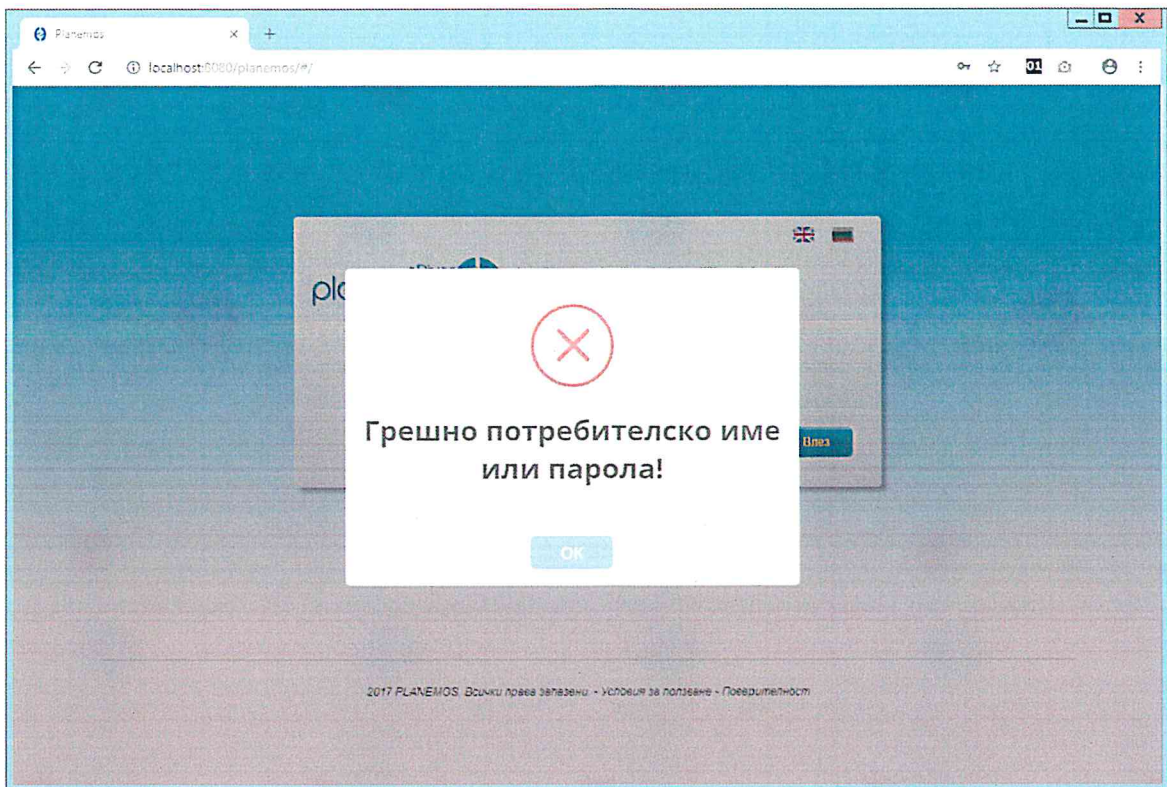 Planemos
localhost:8080/planemos/#/
01
Грешно потребителско име
или парола!
Влез
OK
2017 PLANEMOS. Всички права запазени. - Условия за ползване - Поверителност